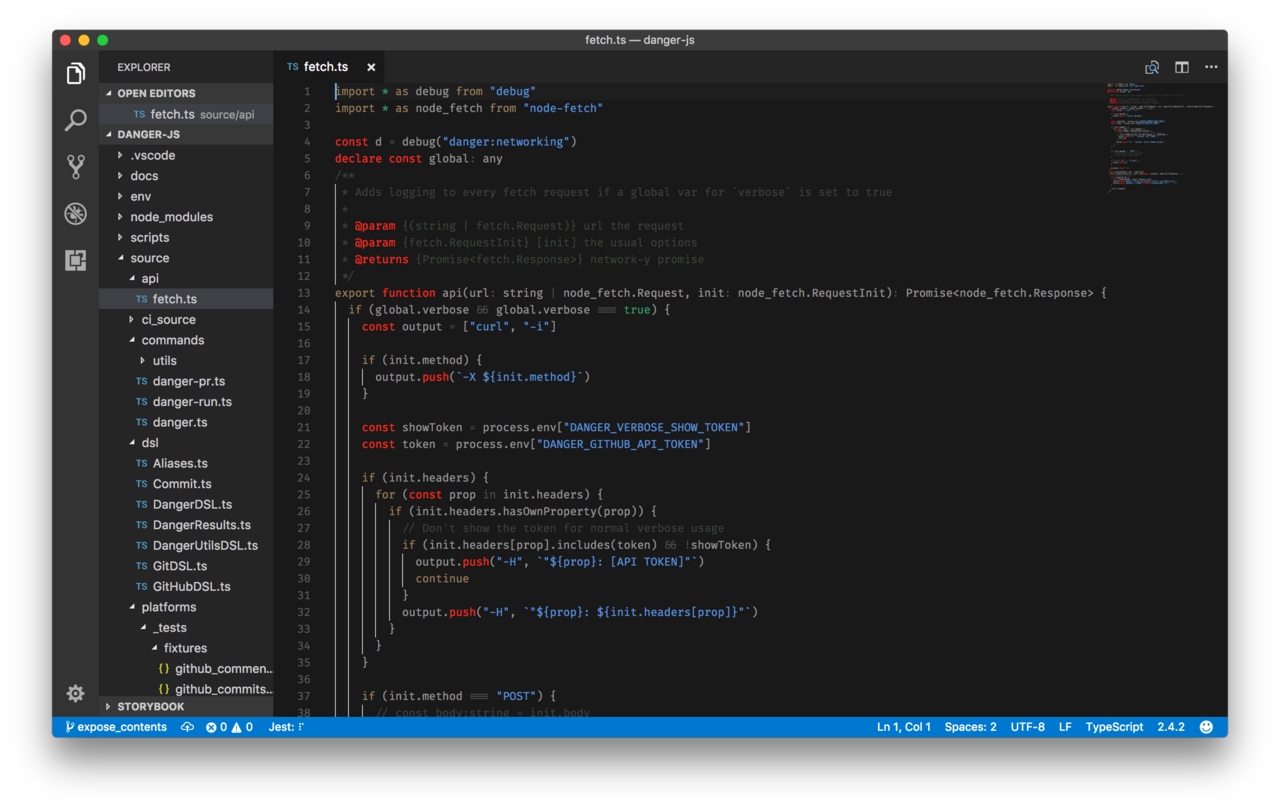 fetch.ts — danger-js
EXPLORER
OPEN EDITORS
TS fetch.ts source/api
DANGER-JS
.vscode
docs
env
node_modules
scripts
source
api
TS fetch.ts
ci_source
commands
utils
TS danger-pr.ts
TS danger-run.ts
TS danger.ts
dsl
TS Aliases.ts
TS Commit.ts
TS DangerDSL.ts
TS DangerResults.ts
TS DangerUtilsDSL.ts
TS GitDSL.ts
TS GitHubDSL.ts
platforms
_tests
fixtures
{} github_commen...
{} github_commits...
STORYBOOK
TS fetch.ts ×
1 import * as debug from "debug"
2 import * as node_fetch from "node-fetch"
3
4 const d = debug("danger:networking")
5 declare const global: any
6 /**
7 * Adds logging to every fetch request if a global var for `verbose` is set to true
8 *
9 * @param {(string | fetch.Request)} url the request
10 * @param {fetch.RequestInit} [init] the usual options
11 * @returns {Promise<fetch.Response>} network-y promise
12 */
13 export function api(url: string | node_fetch.Request, init: node_fetch.RequestInit): Promise<node_fetch.Response> {
14 if (global.verbose && global.verbose === true) {
15 const output = ["curl", "-i"]
16
17 if (init.method) {
18 output.push(`-X ${init.method}`)
19 }
20
21 const showToken = process.env["DANGER_VERBOSE_SHOW_TOKEN"]
22 const token = process.env["DANGER_GITHUB_API_TOKEN"]
23
24 if (init.headers) {
25 for (const prop in init.headers) {
26 if (init.headers.hasOwnProperty(prop)) {
27 // Don't show the token for normal verbose usage
28 if (init.headers[prop].includes(token) && !showToken) {
29 output.push("-H", `"${prop}: [API TOKEN]"`)
30 continue
31 }
32 output.push("-H", `"${prop}: ${init.headers[prop]}"`)
33 }
34 }
35 }
36
37 if (init.method === "POST") {
38 // const body:string = init.body
expose_contents 0 0 Jest:
Ln 1, Col 1 Spaces: 2 UTF-8 LF TypeScript 2.4.2